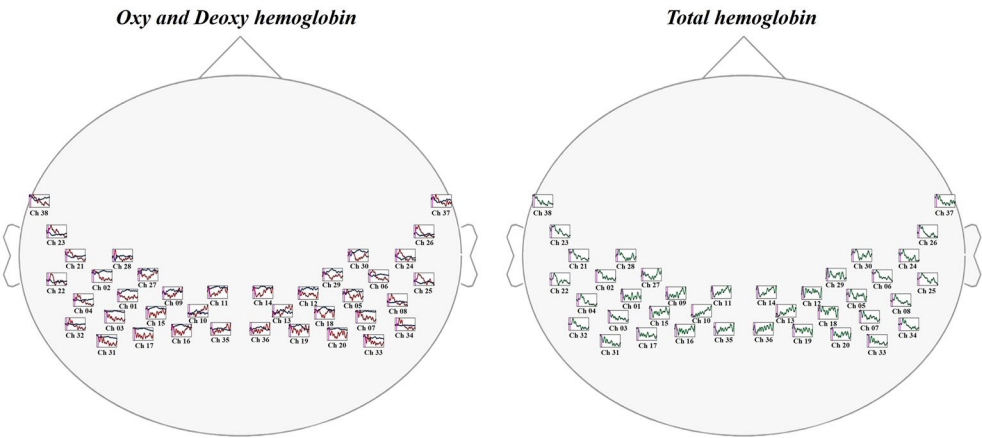 Oxy and Deoxy hemoglobin
Total hemoglobin
Ch 38
Ch 37
Ch 23
Ch 26
Ch 21
Ch 28
Ch 30
Ch 24
Ch 22
Ch 02
Ch 27
Ch 29
Ch 06
Ch 25
Ch 04
Ch 01
Ch 09
Ch 11
Ch 14
Ch 12
Ch 05
Ch 08
Ch 32
Ch 03
Ch 15
Ch 10
Ch 13
Ch 18
Ch 07
Ch 34
Ch 31
Ch 17
Ch 16
Ch 35
Ch 36
Ch 19
Ch 20
Ch 33
Ch 38
Ch 37
Ch 23
Ch 26
Ch 21
Ch 28
Ch 30
Ch 24
Ch 22
Ch 02
Ch 27
Ch 29
Ch 06
Ch 25
Ch 04
Ch 01
Ch 09
Ch 11
Ch 14
Ch 12
Ch 05
Ch 08
Ch 32
Ch 03
Ch 15
Ch 10
Ch 13
Ch 18
Ch 07
Ch 34
Ch 31
Ch 17
Ch 16
Ch 35
Ch 36
Ch 19
Ch 20
Ch 33